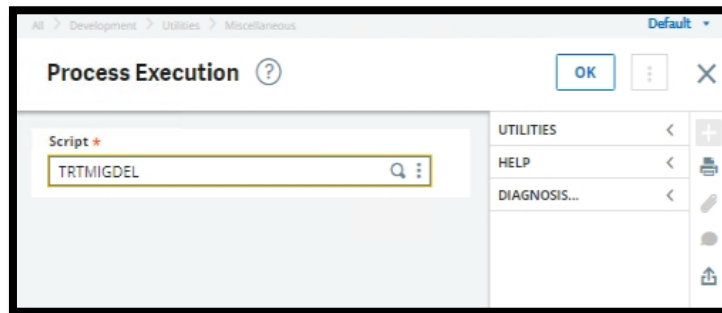 All > Development > Utilities > Miscellaneous
Default
Process Execution ?
OK
Script *
TRTMIGDEL
UTILITIES
HELP
DIAGNOSIS...